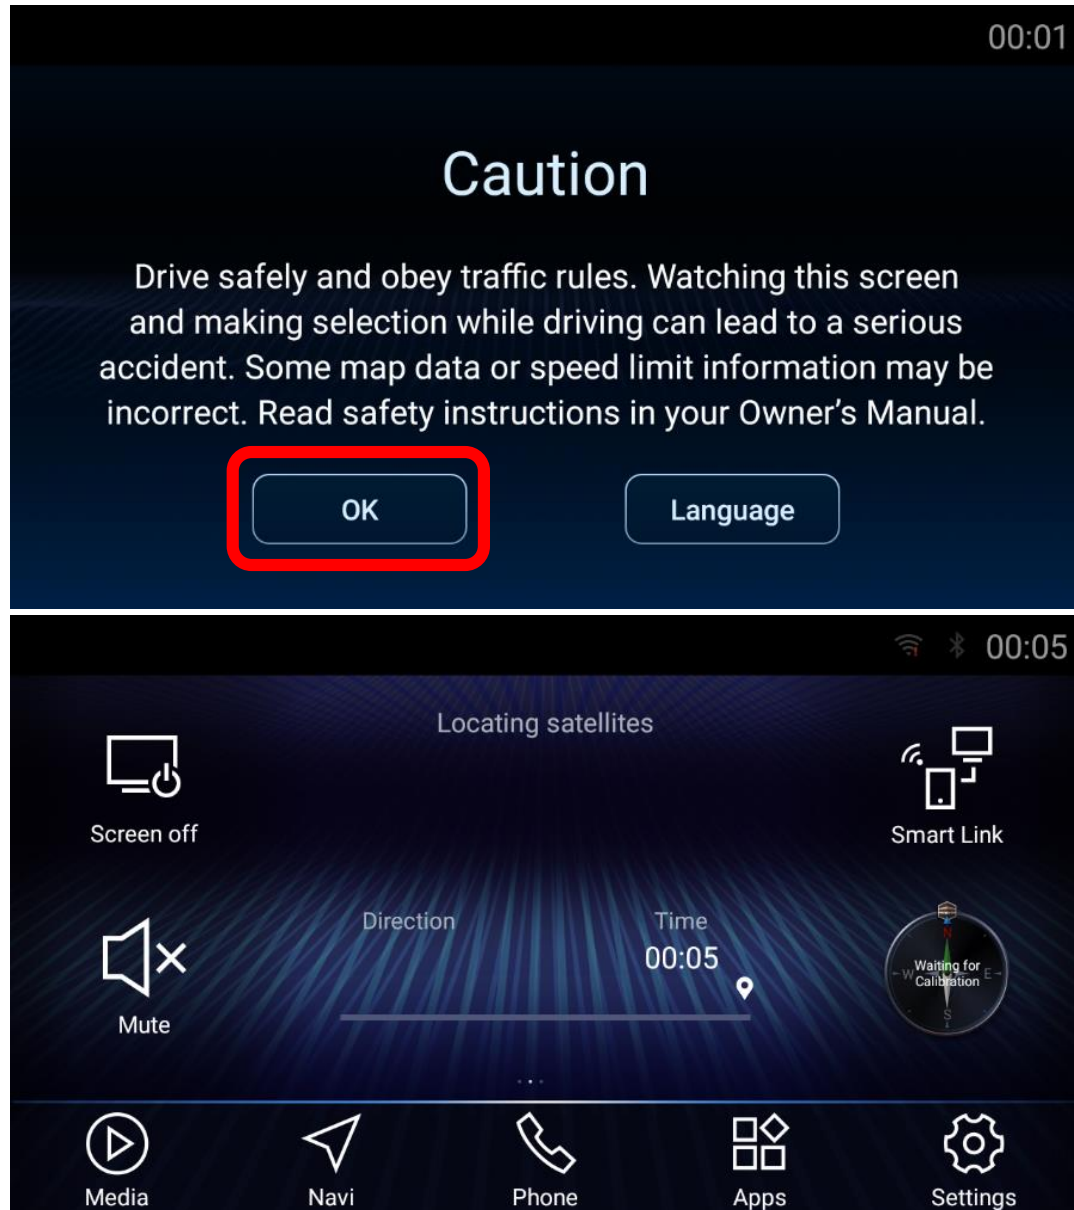 00:01
Caution
Drive safely and obey traffic rules. Watching this screen
and making selection while driving can lead to a serious
accident. Some map data or speed limit information may be
incorrect. Read safety instructions in your Owner's Manual.
OK
Language
00:05
Locating satellites
Screen off
Smart Link
Direction
Time
00:05
Mute
N
W
Waiting for
Calibration
E
S
Media
Navi
Phone
Apps
Settings